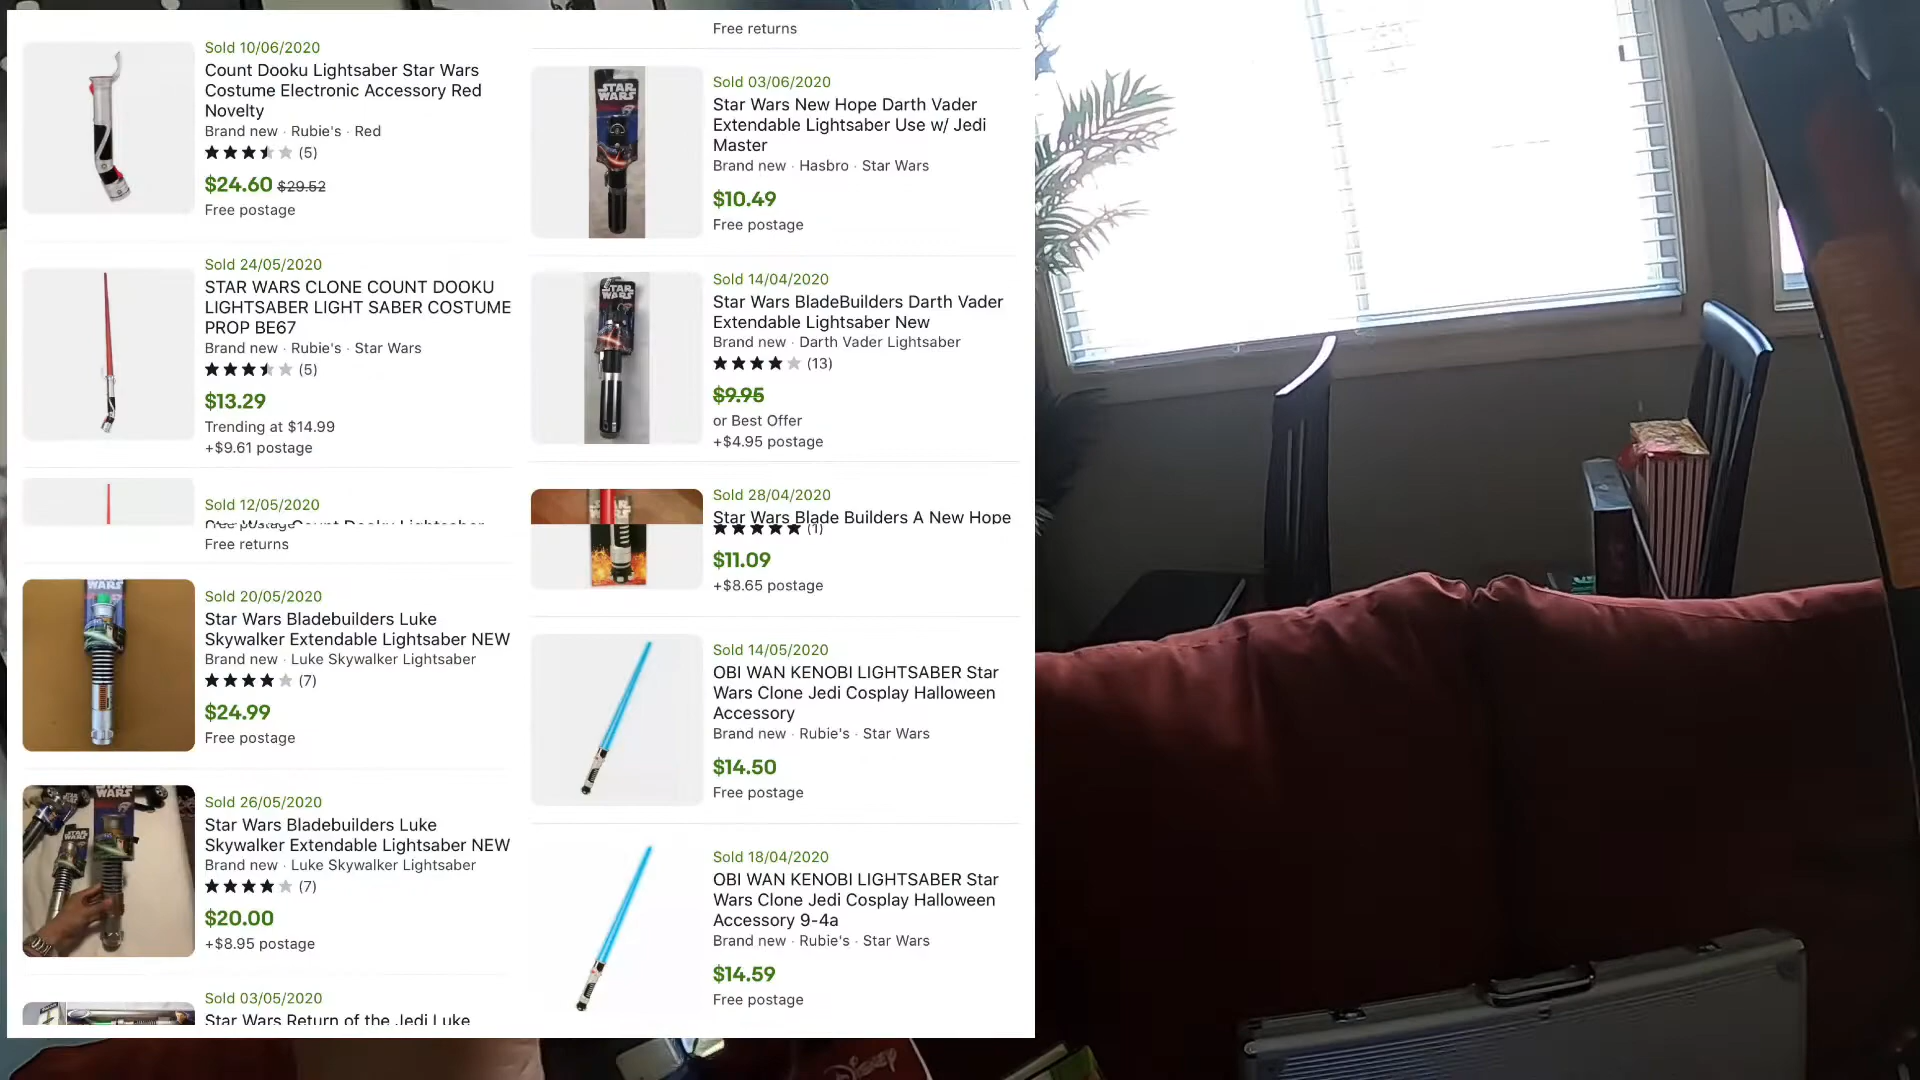 Sold 10/06/2020
Count Dooku Lightsaber Star Wars
Costume Electronic Accessory Red
Novelty
Brand new · Rubie's · Red
(5)
$24.60 $29.52
Free postage
Sold 24/05/2020
STAR WARS CLONE COUNT DOOKU
LIGHTSABER LIGHT SABER COSTUME
PROP BE67
Brand new · Rubie's · Star Wars
(5)
$13.29
Trending at $14.99
+$9.61 postage
Sold 12/05/2020
Free returns
Sold 20/05/2020
Star Wars Bladebuilders Luke
Skywalker Extendable Lightsaber NEW
Brand new · Luke Skywalker Lightsaber
(7)
$24.99
Free postage
Sold 26/05/2020
Star Wars Bladebuilders Luke
Skywalker Extendable Lightsaber NEW
Brand new · Luke Skywalker Lightsaber
(7)
$20.00
+$8.95 postage
Sold 03/05/2020
Star Wars Return of the Jedi Luke
Free returns
STAR WARS
Sold 03/06/2020
Star Wars New Hope Darth Vader
Extendable Lightsaber Use w/ Jedi
Master
Brand new · Hasbro · Star Wars
$10.49
Free postage
STAR WARS
Sold 14/04/2020
Star Wars BladeBuilders Darth Vader
Extendable Lightsaber New
Brand new · Darth Vader Lightsaber
(13)
$9.95
or Best Offer
+$4.95 postage
Sold 28/04/2020
Star Wars Blade Builders A New Hope
(1)
$11.09
+$8.65 postage
Sold 14/05/2020
OBI WAN KENOBI LIGHTSABER Star
Wars Clone Jedi Cosplay Halloween
Accessory
Brand new · Rubie's · Star Wars
$14.50
Free postage
Sold 18/04/2020
OBI WAN KENOBI LIGHTSABER Star
Wars Clone Jedi Cosplay Halloween
Accessory 9-4a
Brand new · Rubie's · Star Wars
$14.59
Free postage
Disney